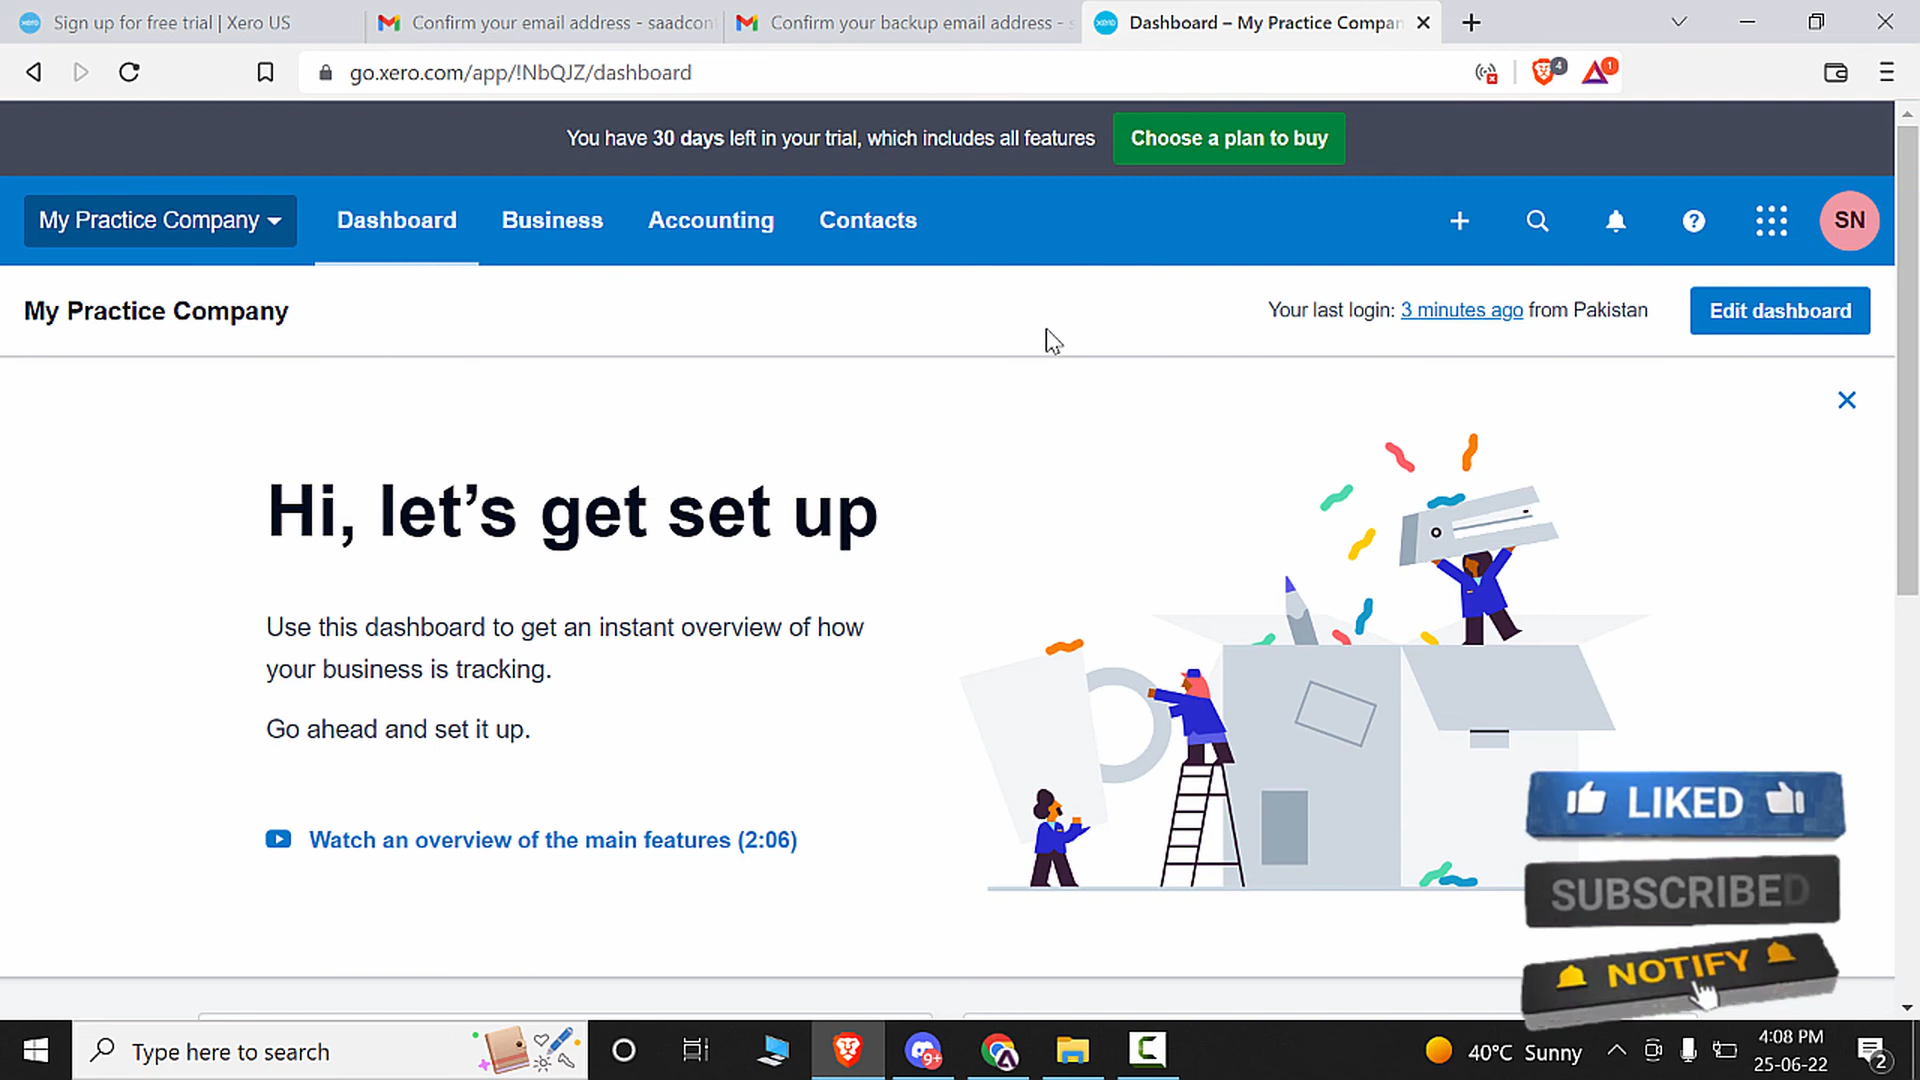 Sign up for free trial | Xero US
Confirm your email address - saadcon
Confirm your backup email address -
Dashboard – My Practice Compan
go.xero.com/app/!NbQJZ/dashboard
4
1
You have 30 days left in your trial, which includes all features
Choose a plan to buy
My Practice Company
Dashboard
Business
Accounting
Contacts
SN
My Practice Company
Your last login: 3 minutes ago from Pakistan
Edit dashboard
Hi, let’s get set up
Use this dashboard to get an instant overview of how
your business is tracking.
Go ahead and set it up.
Watch an overview of the main features (2:06)
LIKED
SUBSCRIBED
NOTIFY
Type here to search
9+
40°C Sunny
4:08 PM
25-06-22
2